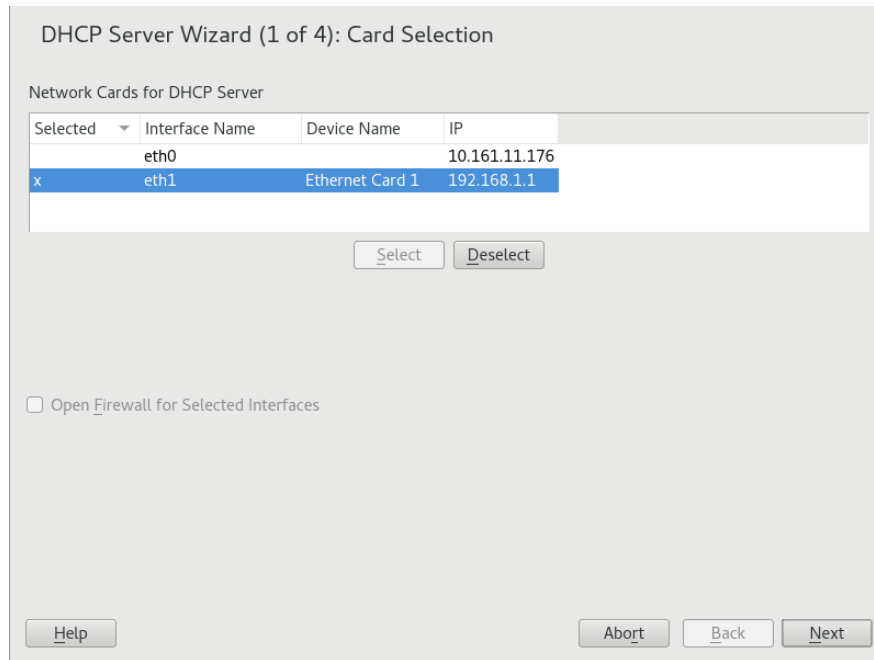 DHCP Server Wizard (1 of 4): Card Selection
Network Cards for DHCP Server
Selected Interface Name Device Name IP
eth0 10.161.11.176
x eth1 Ethernet Card 1 192.168.1.1
Select Deselect
Open Firewall for Selected Interfaces
Help Abort Back Next